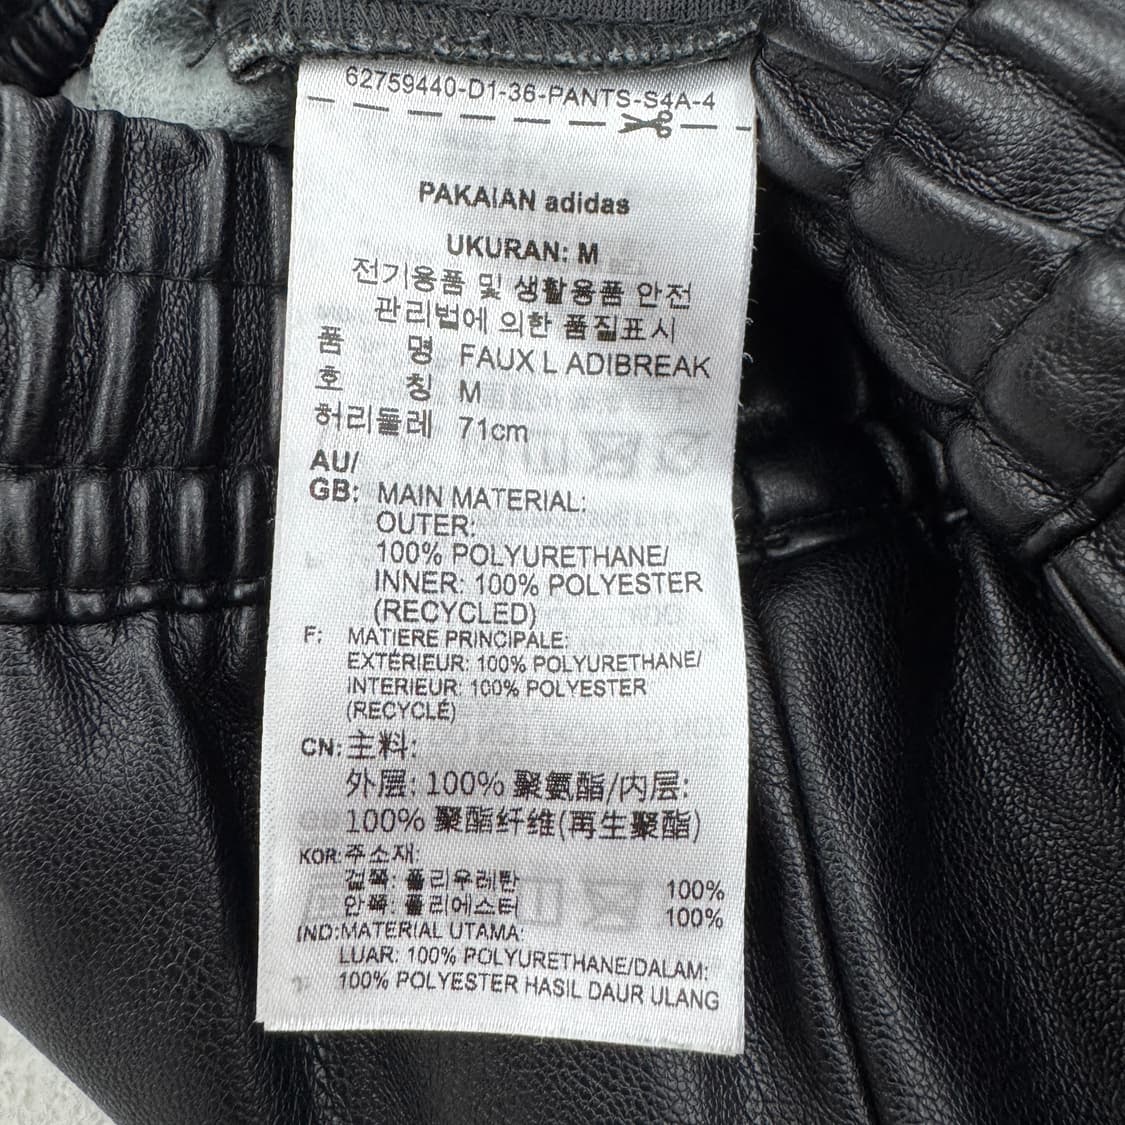 62759440-D1-36-PANTS-S4A-4
PAKAIAN adidas
UKURAN: M
전기용품 및 생활용품 안전
관리법에 의한 품질표시
품 명 FAUX L ADIBREAK
호 칭 M
허리둘레 71cm
AU/
GB: MAIN MATERIAL:
OUTER:
100% POLYURETHANE/
INNER: 100% POLYESTER
(RECYCLED)
F: MATIERE PRINCIPALE:
EXTÉRIEUR: 100% POLYURETHANE/
INTERIEUR: 100% POLYESTER
(RECYCLÉ)
CN: 主料:
外层: 100% 聚氨酯/内层:
100% 聚酯纤维(再生聚酯)
KOR: 주소재:
겉쪽: 폴리우레탄 100%
안쪽: 폴리에스터 100%
IND: MATERIAL UTAMA:
LUAR: 100% POLYURETHANE/DALAM:
100% POLYESTER HASIL DAUR ULANG